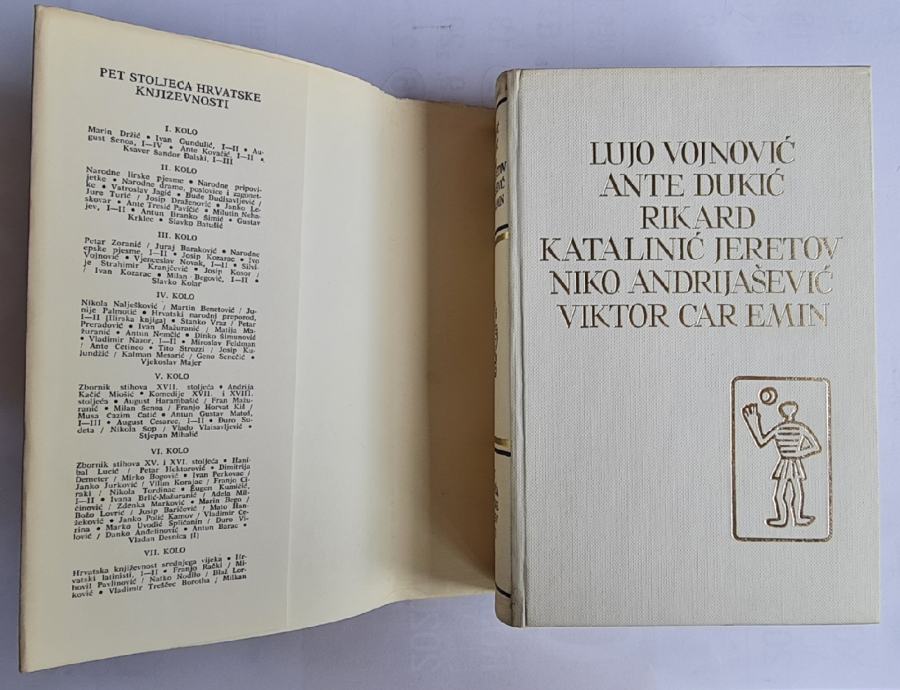 PET STOLJEĆA HRVATSKE
KNJIŽEVNOSTI
I. KOLO
Marin Držić • Ivan Gundulić, I—II • Au-
gust Šenoa, I—IV • Ante Kovačić, I—II •
Ksaver Šandor Đalski, I—III
II. KOLO
Narodne lirske pjesme • Narodne pripovi-
jetke • Narodne drame, poslovice i zagonet-
ke • Vatroslav Jagić • Bude Budisavljević /
Jure Turić / Josip Draženović • Janko Le-
skovar • Ante Tresić Pavičić • Milutin Neha-
jev, I—II • Antun Branko Šimić • Gustav
Krklec • Slavko Batušić
III. KOLO
Petar Zoranić / Juraj Baraković • Narodne
epske pjesme, I—II • Josip Kozarac • Ivo
Vojnović • Vjenceslav Novak, I—II • Silvi-
je Strahimir Kranjčević • Josip Kosor /
/ Ivan Kozarac • Milan Begović, I—II •
Slavko Kolar
IV. KOLO
Nikola Nalješković / Martin Benetović / Ju-
nije Palmotić • Hrvatski narodni preporod,
I—II (Ilirska knjiga) • Stanko Vraz / Petar
Preradović • Ivan Mažuranić / Matija Ma-
žuranić • Antun Nemčić • Dinko Šimunović
• Vladimir Nazor, I—II • Miroslav Feldman
/ Ante Cetineo • Tito Strozzi / Josip Ku-
lundžić / Kalman Mesarić / Geno Senečić •
Vjekoslav Majer
V. KOLO
Zbornik stihova XVII. stoljeća • Andrija
Kačić Miošić • Komedije XVII. i XVIII.
stoljeća • August Harambašić / Fran Mažu-
ranić • Milan Šenoa / Franjo Horvat Kiš /
Musa Ćazim Ćatić • Antun Gustav Matoš,
I—III • August Cesarec, I—II • Đuro Su-
deta / Nikola Šop / Vlado Vlaisavljević •
Stjepan Mihalić
VI. KOLO
Zbornik stihova XV. i XVI. stoljeća • Hani-
bal Lucić / Petar Hektorović • Dimitrija
Demeter / Mirko Bogović • Ivan Perkovac /
Janko Jurković / Vilim Korajac / Franjo Ci-
raki / Nikola Tordinac • Eugen Kumičić,
I—II • Ivana Brlić-Mažuranić / Adela Mil-
činović / Zdenka Marković • Marin Bego /
Božo Lovrić / Josip Baričević / Mato Han-
žeković • Janko Polić Kamov / Vladimir Če-
rina • Marko Uvodić Splićanin / Đuro Vi-
lović / Danko Anđelinović • Antun Barac •
Vladan Desnica (I)
VII. KOLO
Hrvatska književnost srednjega vijeka • Hr-
vatski latinisti, I—II • Franjo Rački / Mi-
hovil Pavlinović / Natko Nodilo / Blaž Lor-
ković • Vladimir Treščec Borotha / Milkan
LUJO VOJNOVIĆ
ANTE DUKIĆ
RIKARD
KATALINIĆ JERETOV
NIKO ANDRIJAŠEVIĆ
VIKTOR CAR EMIN